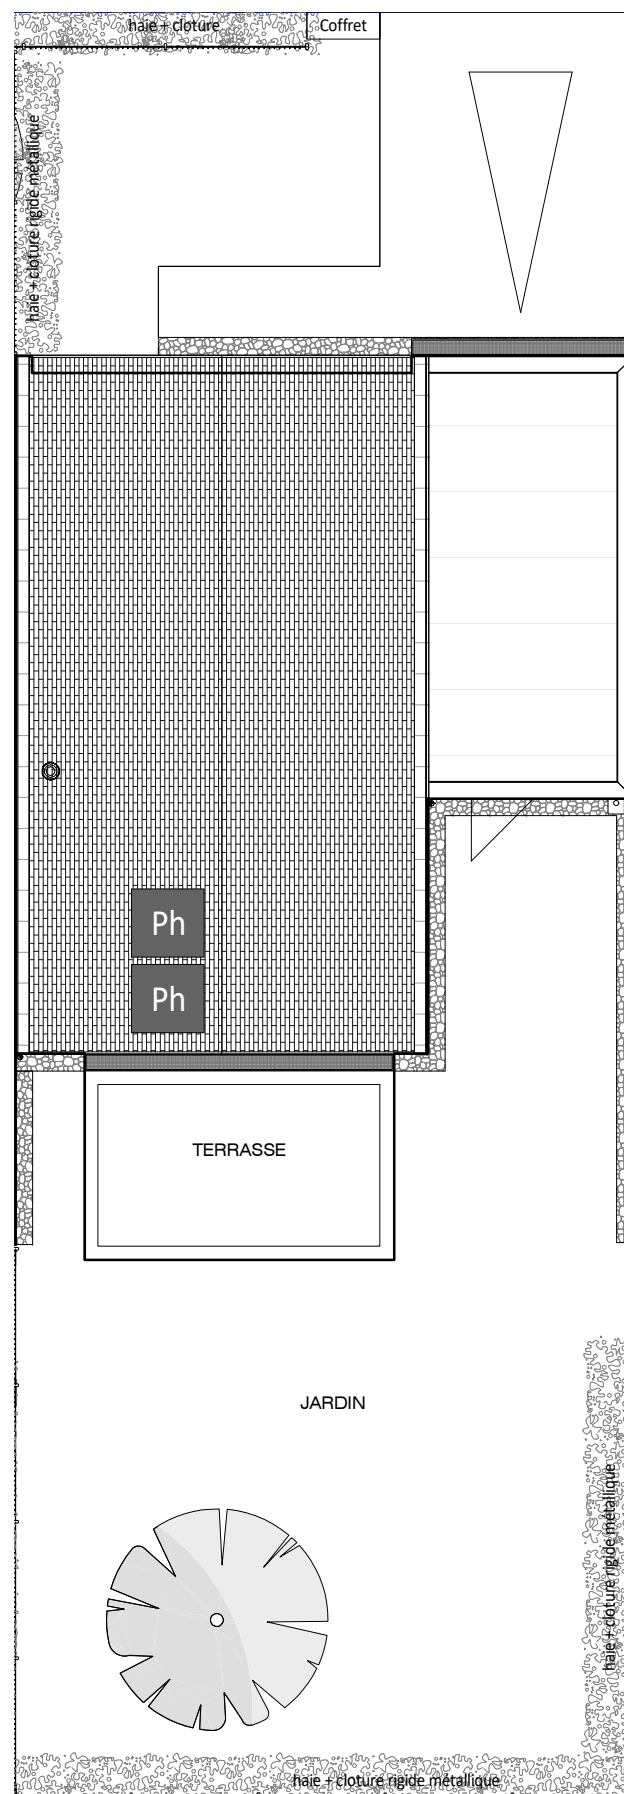 haie + cloture
Coffret
haie + cloture rigide métallique
Ph
Ph
TERRASSE
JARDIN
haie + cloture rigide métallique
haie + cloture rigide métallique